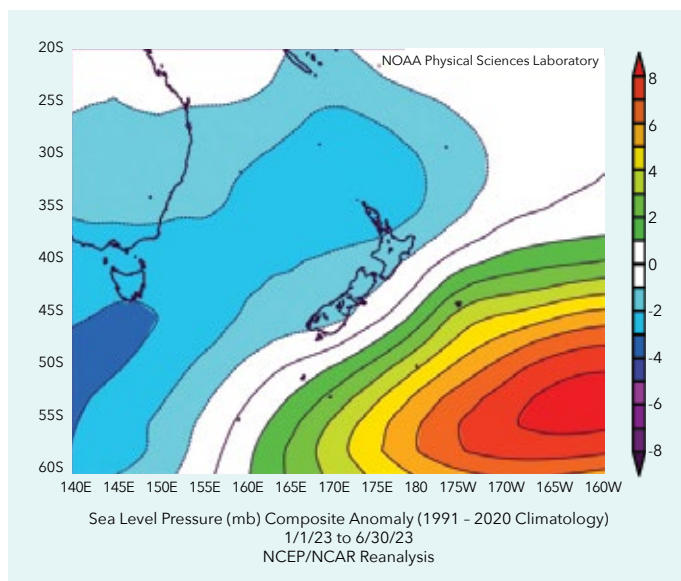 NOAA Physical Sciences Laboratory
20S
25S
30S
35S
40S
45S
50S
55S
60S
140E 145E 150E 155E 160E 165E 170E 175E 180 175W 170W 165W 160W
8
6
4
2
0
-2
-4
-6
-8
Sea Level Pressure (mb) Composite Anomaly (1991 – 2020 Climatology)
1/1/23 to 6/30/23
NCEP/NCAR Reanalysis